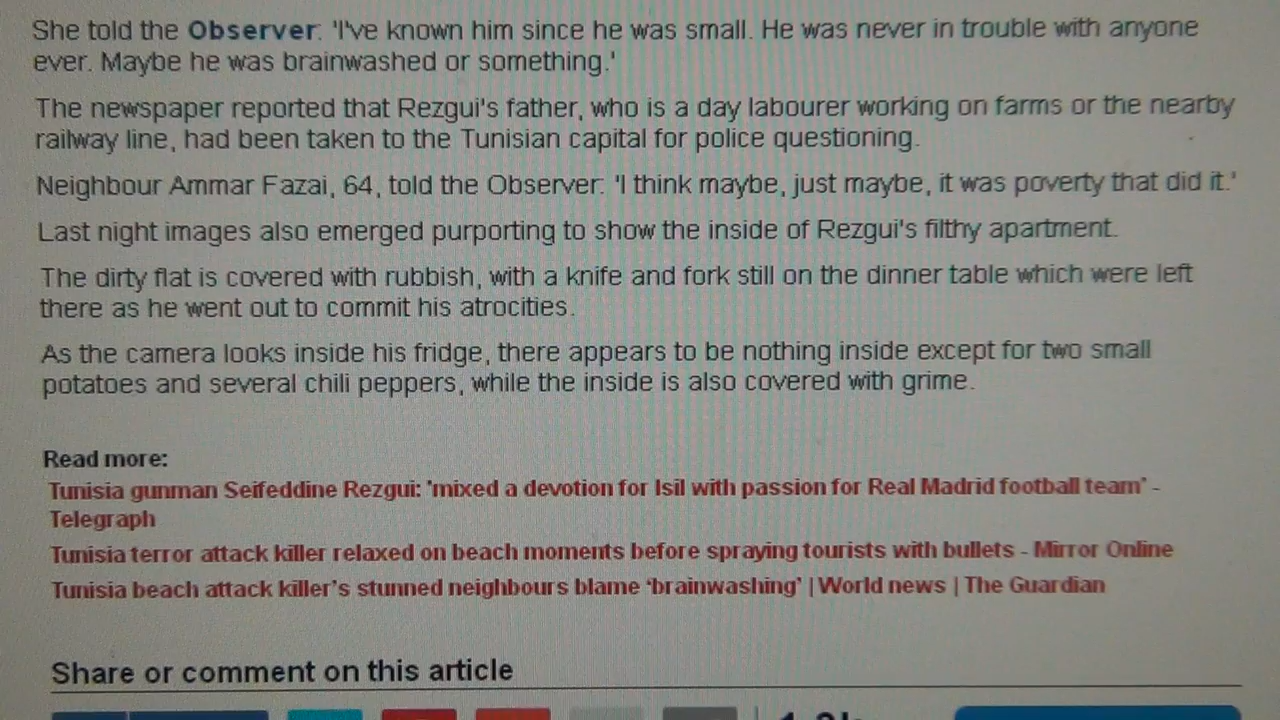 She told the Observer: 'I've known him since he was small. He was never in trouble with anyone
ever. Maybe he was brainwashed or something.'
The newspaper reported that Rezgui's father, who is a day labourer working on farms or the nearby
railway line, had been taken to the Tunisian capital for police questioning.
Neighbour Ammar Fazai, 64, told the Observer: 'I think maybe, just maybe, it was poverty that did it.'
Last night images also emerged purporting to show the inside of Rezgui's filthy apartment.
The dirty flat is covered with rubbish, with a knife and fork still on the dinner table which were left
there as he went out to commit his atrocities.
As the camera looks inside his fridge, there appears to be nothing inside except for two small
potatoes and several chili peppers, while the inside is also covered with grime.
Read more:
Tunisia gunman Seifeddine Rezgui: 'mixed a devotion for Isil with passion for Real Madrid football team' -
Telegraph
Tunisia terror attack killer relaxed on beach moments before spraying tourists with bullets - Mirror Online
Tunisia beach attack killer's stunned neighbours blame ‘brainwashing’ | World news | The Guardian
Share or comment on this article